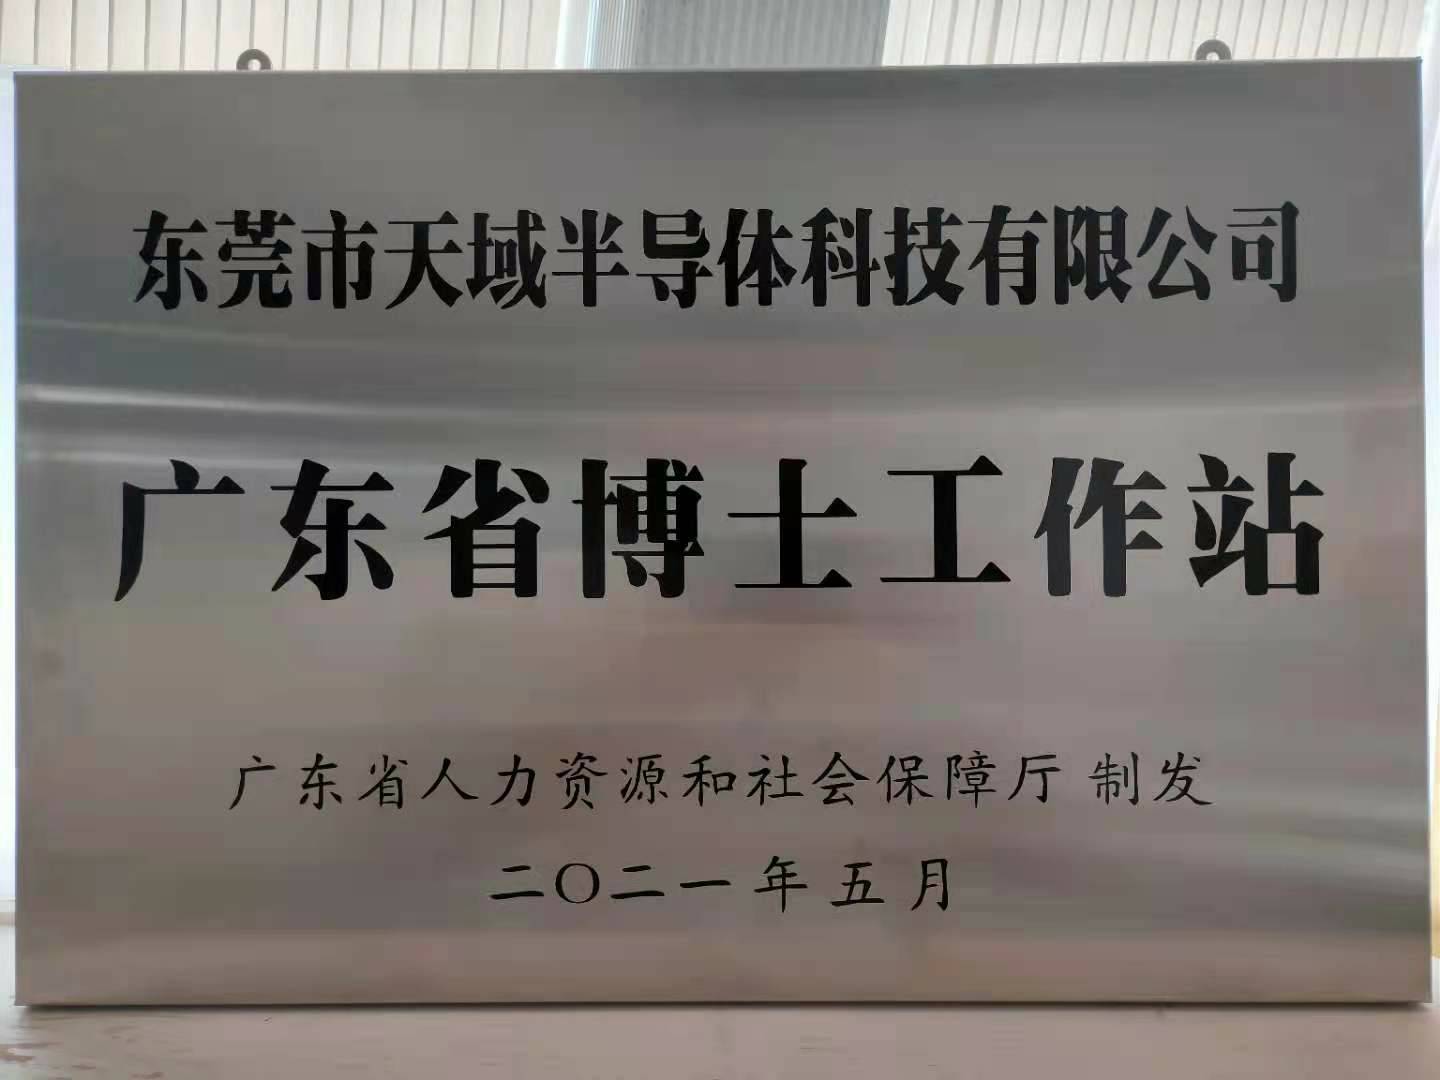 东莞市天域半导体科技有限公司
广东省博士工作站
广东省人力资源和社会保障厅 制发
二〇二一年五月